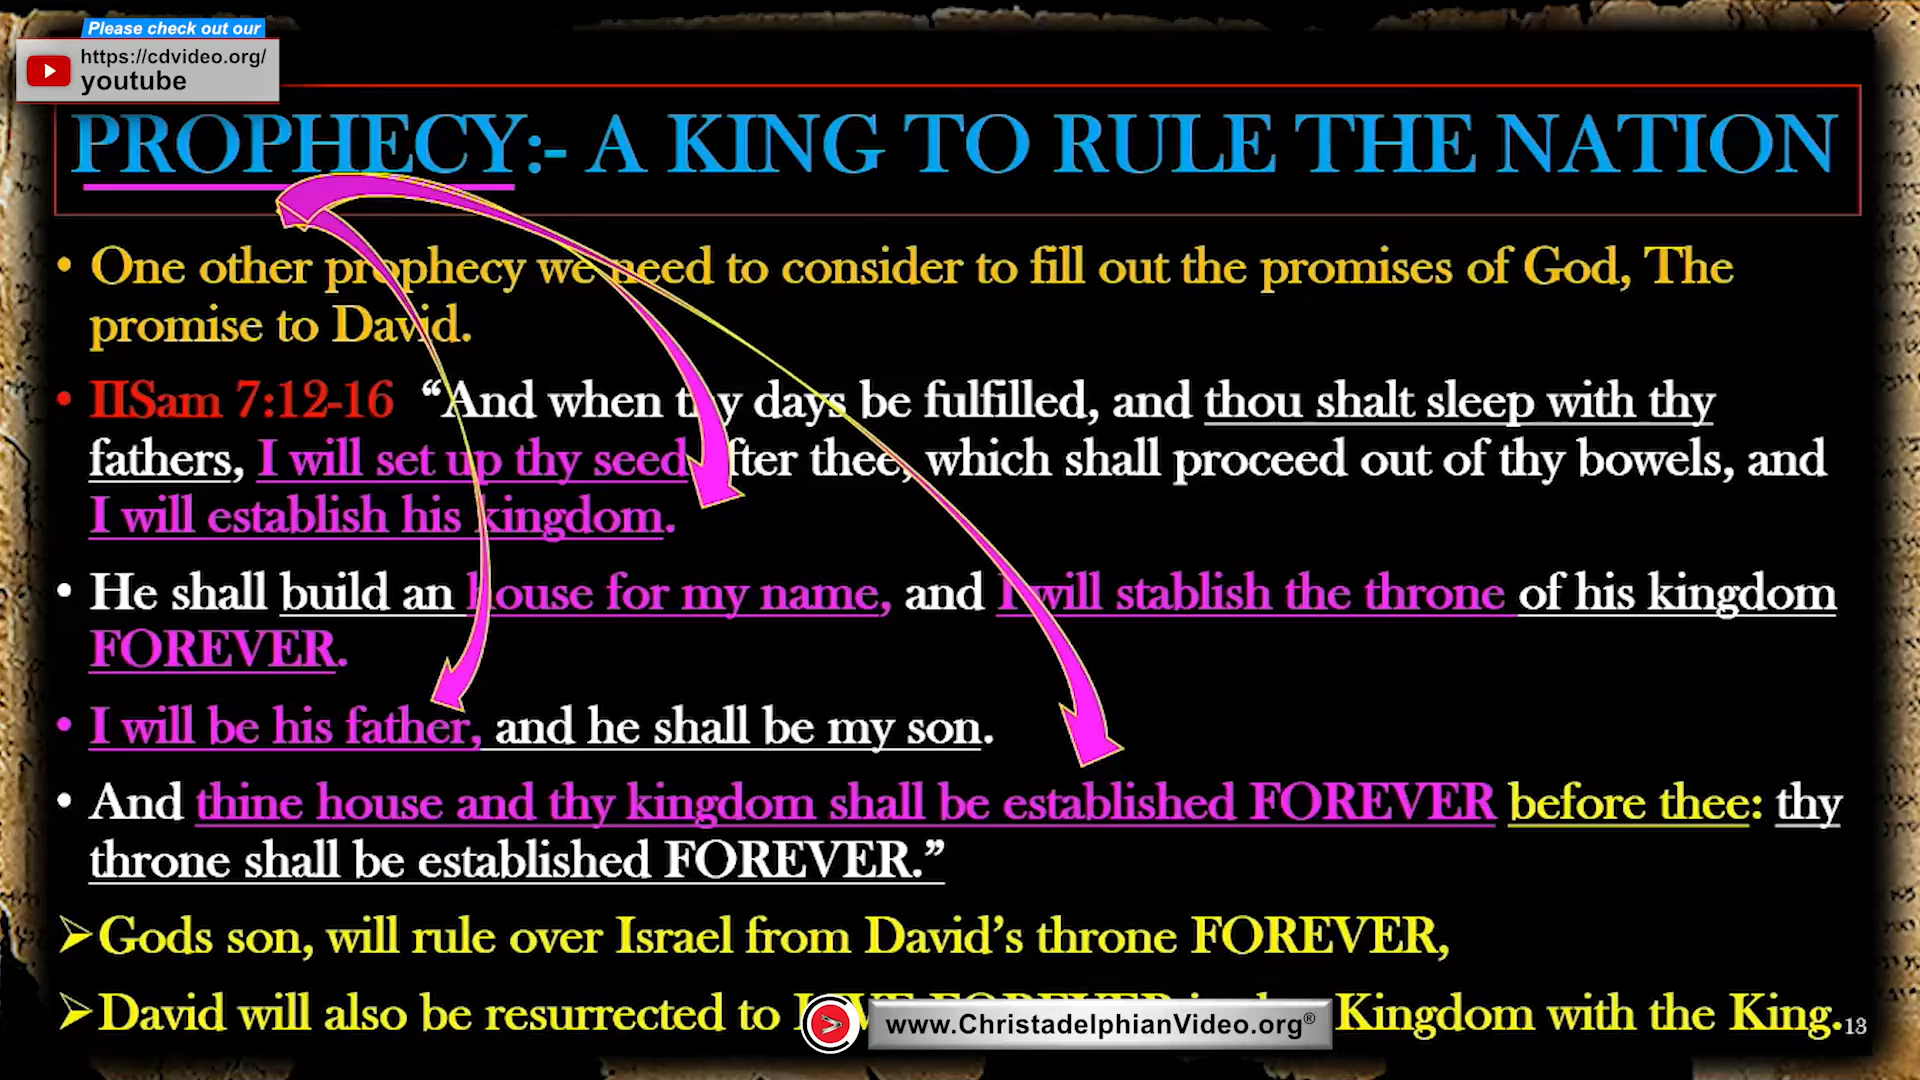 Please check out our
https://cdvideo.org/
youtube
PROPHECY:- A KING TO RULE THE NATION
• One other prophecy we need to consider to fill out the promises of God, The
promise to David.
• IISam 7:12-16 “And when thy days be fulfilled, and thou shalt sleep with thy
fathers, I will set up thy seed after thee, which shall proceed out of thy bowels, and
I will establish his kingdom.
• He shall build an house for my name, and I will stablish the throne of his kingdom
FOREVER.
• I will be his father, and he shall be my son.
• And thine house and thy kingdom shall be established FOREVER before thee: thy
throne shall be established FOREVER.”
➢Gods son, will rule over Israel from David’s throne FOREVER,
➢David will also be resurrected to Kingdom with the King.
www.ChristadelphianVideo.org®
13